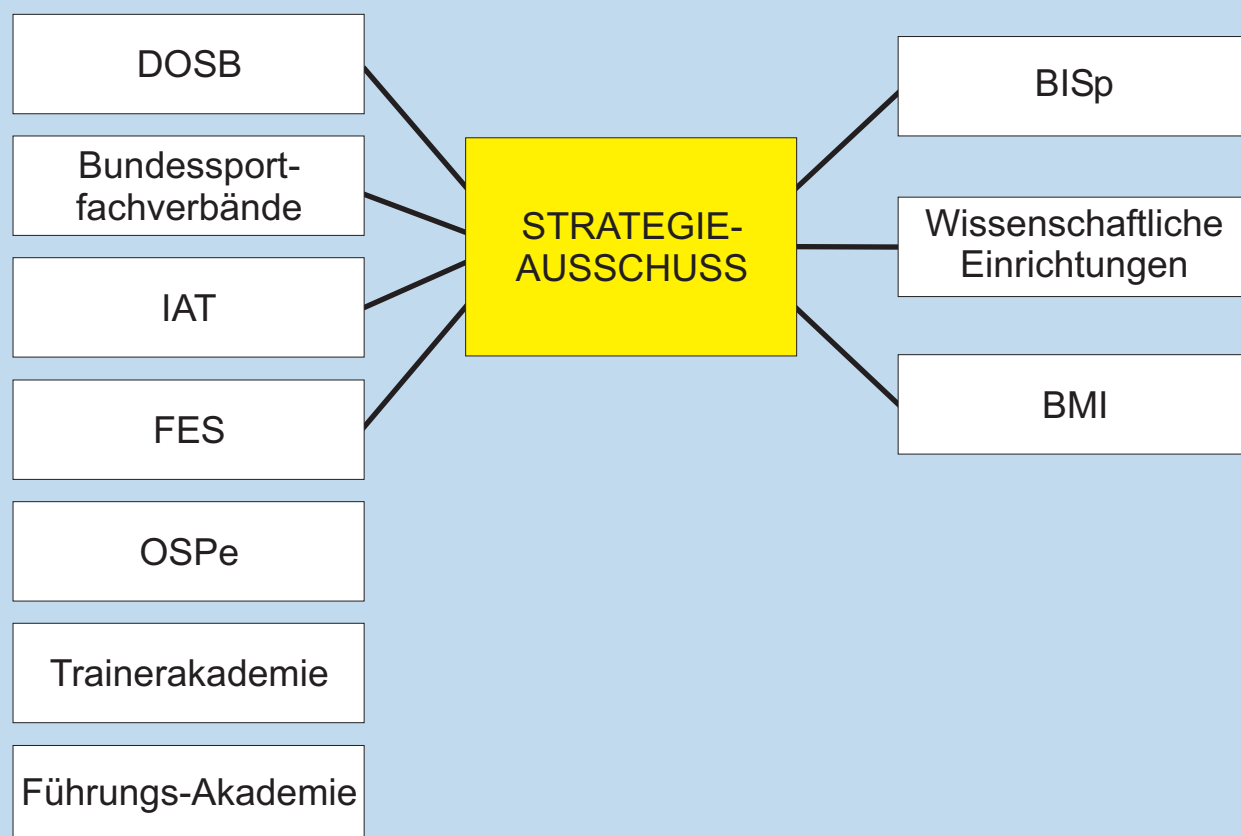 DOSB
Bundessport-
fachverbände
IAT
FES
OSPe
Trainerakademie
Führungs-Akademie
STRATEGIE-
AUSSCHUSS
BISp
Wissenschaftliche
Einrichtungen
BMI